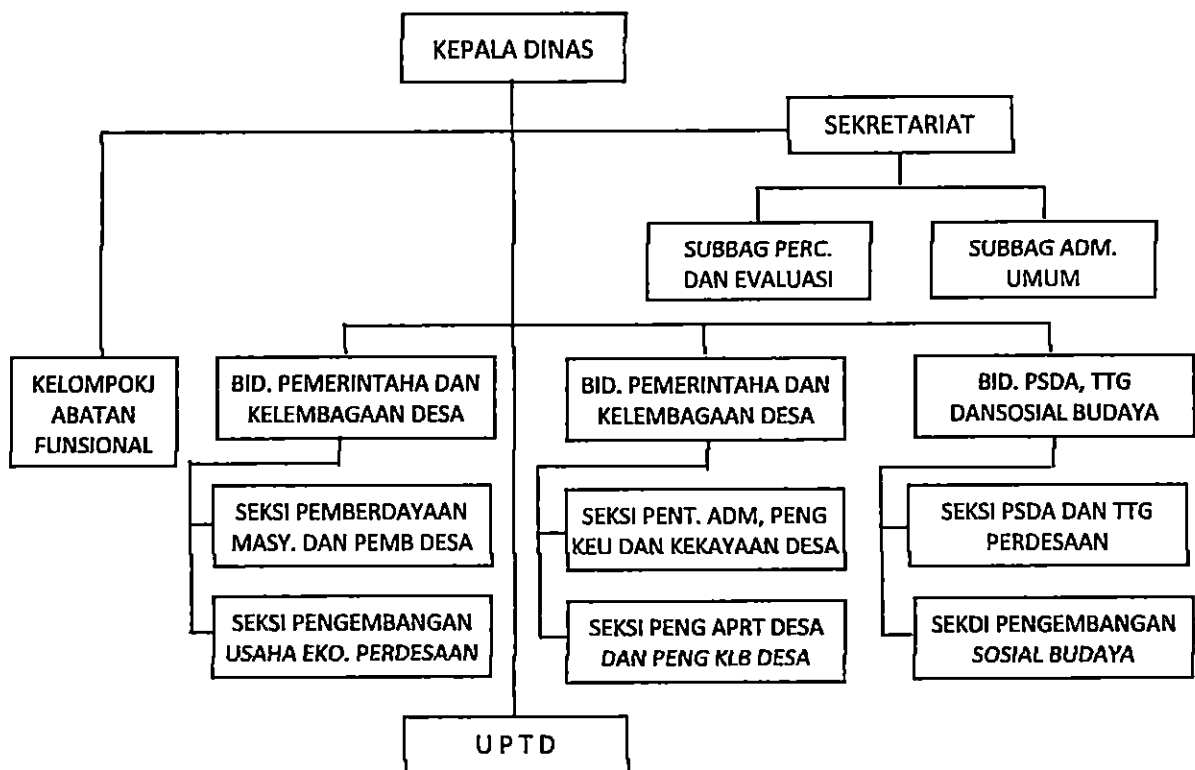 KEPALA DINAS
SEKRETARIAT
SUBBAG PERC.
DAN EVALUASI
SUBBAG ADM.
UMUM
KELOMPOKJ
ABATAN
FUNSIONAL
BID. PEMERINTAHA DAN
KELEMBAGAAN DESA
BID. PEMERINTAHA DAN
KELEMBAGAAN DESA
BID. PSDA, TTG
DANSOSIAL BUDAYA
SEKSI PEMBERDAYAAN
MASY. DAN PEMB DESA
SEKSI PENT. ADM, PENG
KEU DAN KEKAYAAN DESA
SEKSI PSDA DAN TTG
PERDESAAN
SEKSI PENGEMBANGAN
USAHA EKO. PERDESAAN
SEKSI PENG APRT DESA
DAN PENG KLB DESA
SEKDI PENGEMBANGAN
SOSIAL BUDAYA
U P T D